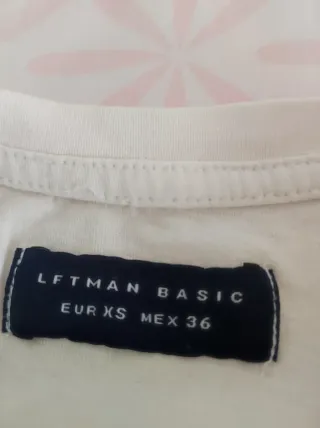 LFTMAN BASIC
EUR XS MEX 36